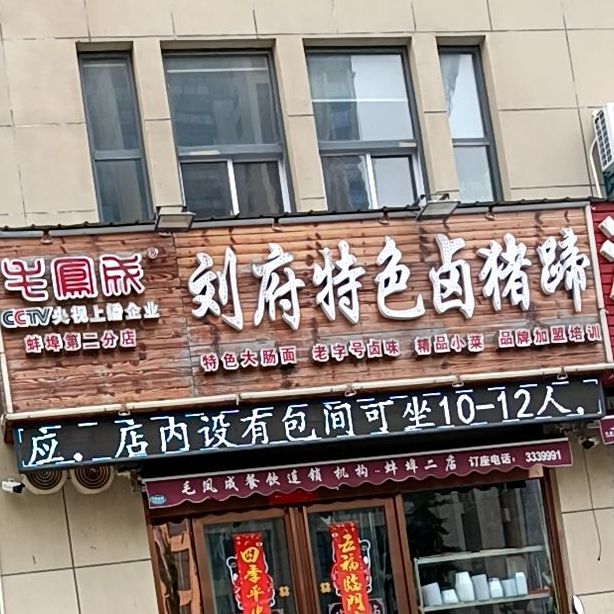 毛凤成®
CCTV央视上榜企业
蚌埠第二分店
刘府特色卤猪蹄
特色大肠面 老字号卤味 精品小菜 品牌加盟培训
应．店内设有包间可坐10-12人．
毛凤成餐饮连锁机构..蚌埠二店 订座电话：3339991
四季平
五福临门